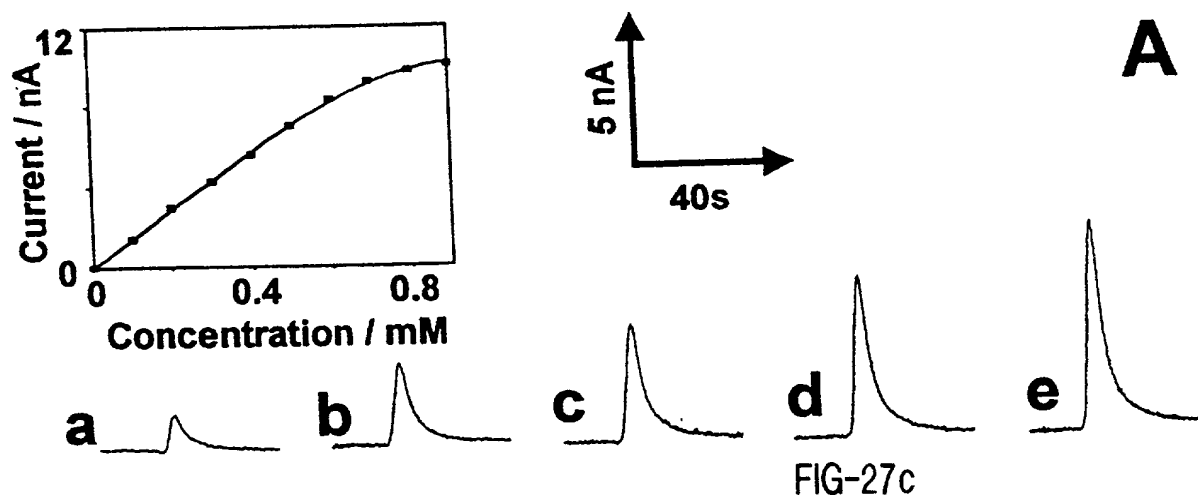 12
Current / nA
0
0 0.4 0.8
Concentration / mM
5 nA
40s
A
a b c d e
FIG-27c